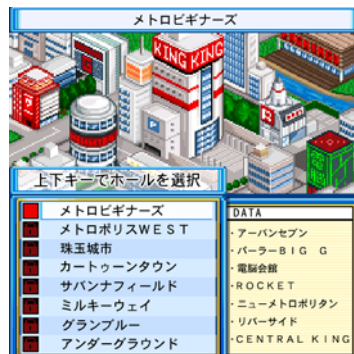 メトロビギナーズ
KING KING
P
上下キーでホールを選択
メトロビギナーズ
メトロポリスWEST
珠玉城市
カートゥーンタウン
サバンナフィールド
ミルキーウェイ
グランブルー
アンダーグラウンド
DATA
・アーバンセブン
・パーラーBIG G
・電脳会館
・ROCKET
・ニューメトロポリタン
・リバーサイド
・CENTRAL KING